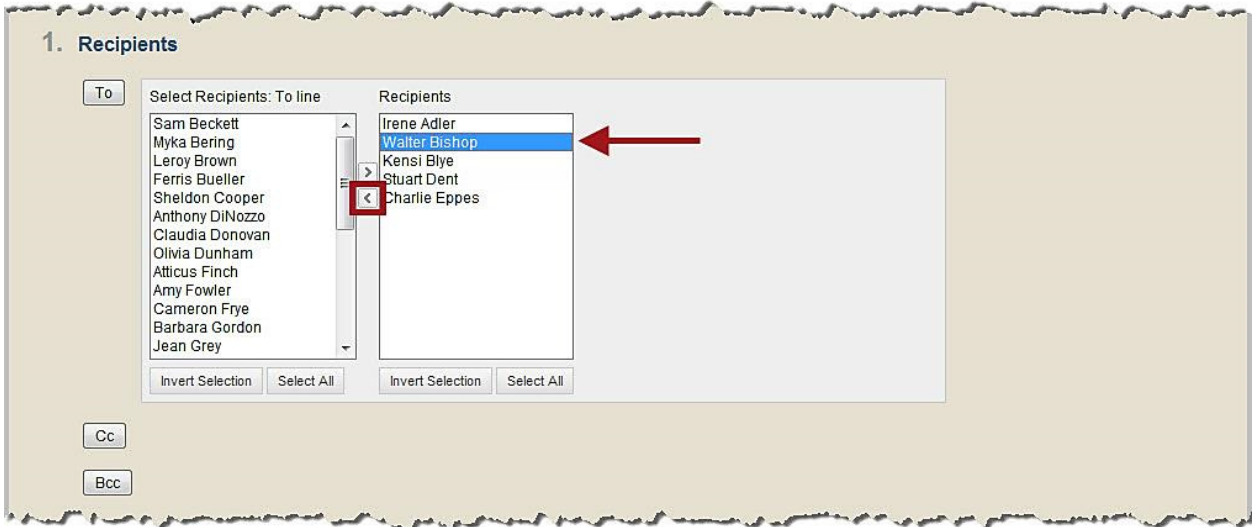 1. Recipients
To
Select Recipients: To line
Sam Beckett
Myka Bering
Leroy Brown
Ferris Bueller
Sheldon Cooper
Anthony DiNozzo
Claudia Donovan
Olivia Dunham
Atticus Finch
Amy Fowler
Cameron Frye
Barbara Gordon
Jean Grey
Invert Selection Select All
>
<
Recipients
Irene Adler
Walter Bishop
Kensi Blye
Stuart Dent
Charlie Eppes
Invert Selection Select All
Cc
Bcc